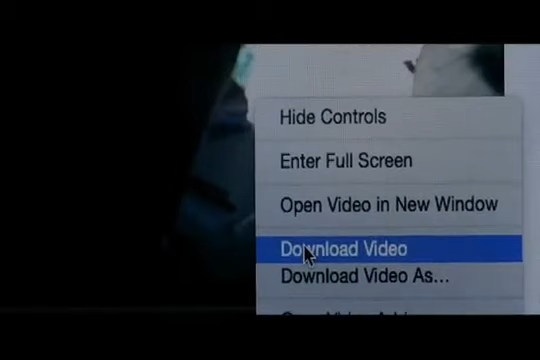 Hide Controls
Enter Full Screen
Open Video in New Window
Download Video
Download Video As...